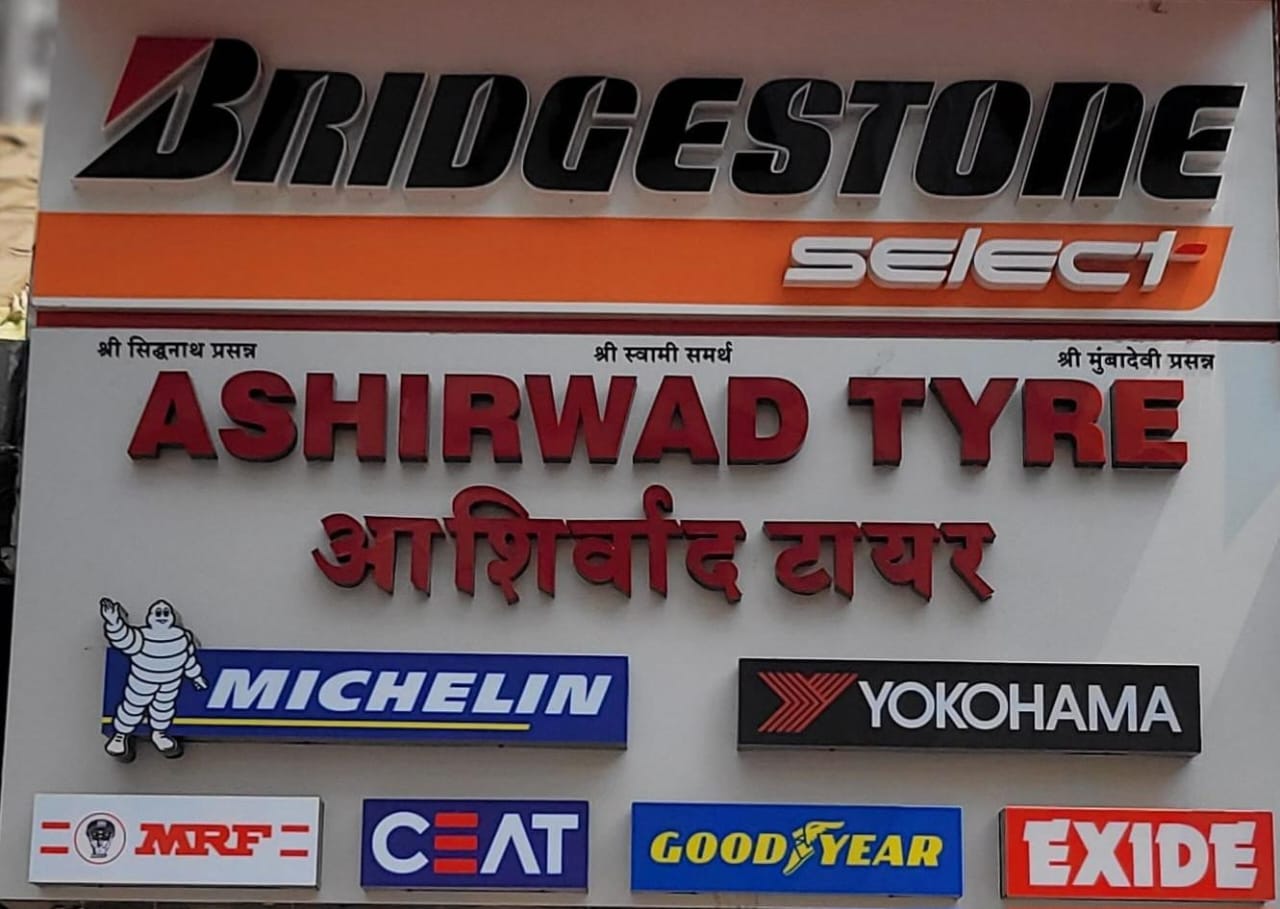 BRIDGESTONE
select
श्री सिद्धनाथ प्रसन्न श्री स्वामी समर्थ श्री मुंबादेवी प्रसन्न
ASHIRWAD TYRE
आशिर्वाद टायर
MICHELIN YOKOHAMA
MRF CEAT GOODYEAR EXIDE